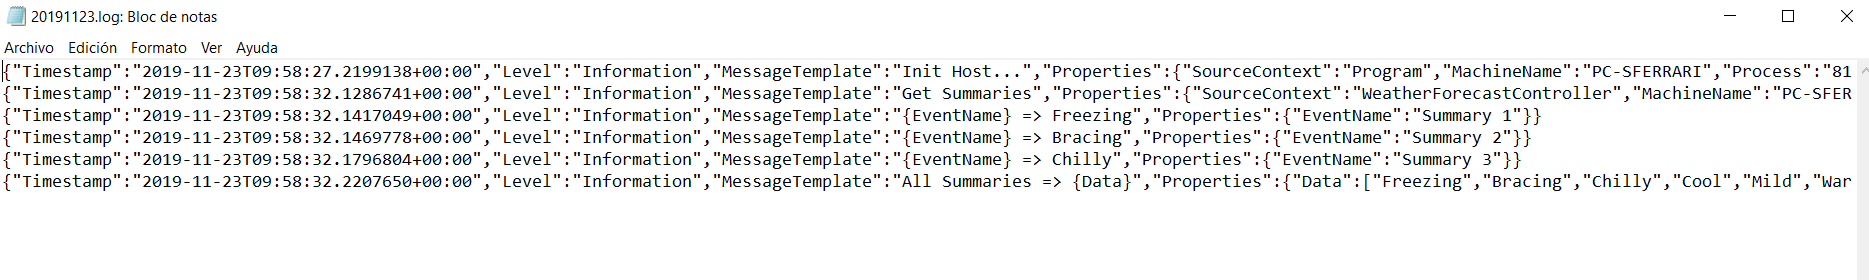 20191123.log: Bloc de notas
Archivo Edición Formato Ver Ayuda
{"Timestamp":"2019-11-23T09:58:27.2199138+00:00","Level":"Information","MessageTemplate":"Init Host...","Properties":{"SourceContext":"Program","MachineName":"PC-SFERRARI","Process":"81
{"Timestamp":"2019-11-23T09:58:32.1286741+00:00","Level":"Information","MessageTemplate":"Get Summaries","Properties":{"SourceContext":"WeatherForecastController","MachineName":"PC-SFER
{"Timestamp":"2019-11-23T09:58:32.1417049+00:00","Level":"Information","MessageTemplate":"{EventName} => Freezing","Properties":{"EventName":"Summary 1"}}
{"Timestamp":"2019-11-23T09:58:32.1469778+00:00","Level":"Information","MessageTemplate":"{EventName} => Bracing","Properties":{"EventName":"Summary 2"}}
{"Timestamp":"2019-11-23T09:58:32.1796804+00:00","Level":"Information","MessageTemplate":"{EventName} => Chilly","Properties":{"EventName":"Summary 3"}}
{"Timestamp":"2019-11-23T09:58:32.2207650+00:00","Level":"Information","MessageTemplate":"All Summaries => {Data}","Properties":{"Data":["Freezing","Bracing","Chilly","Cool","Mild","War